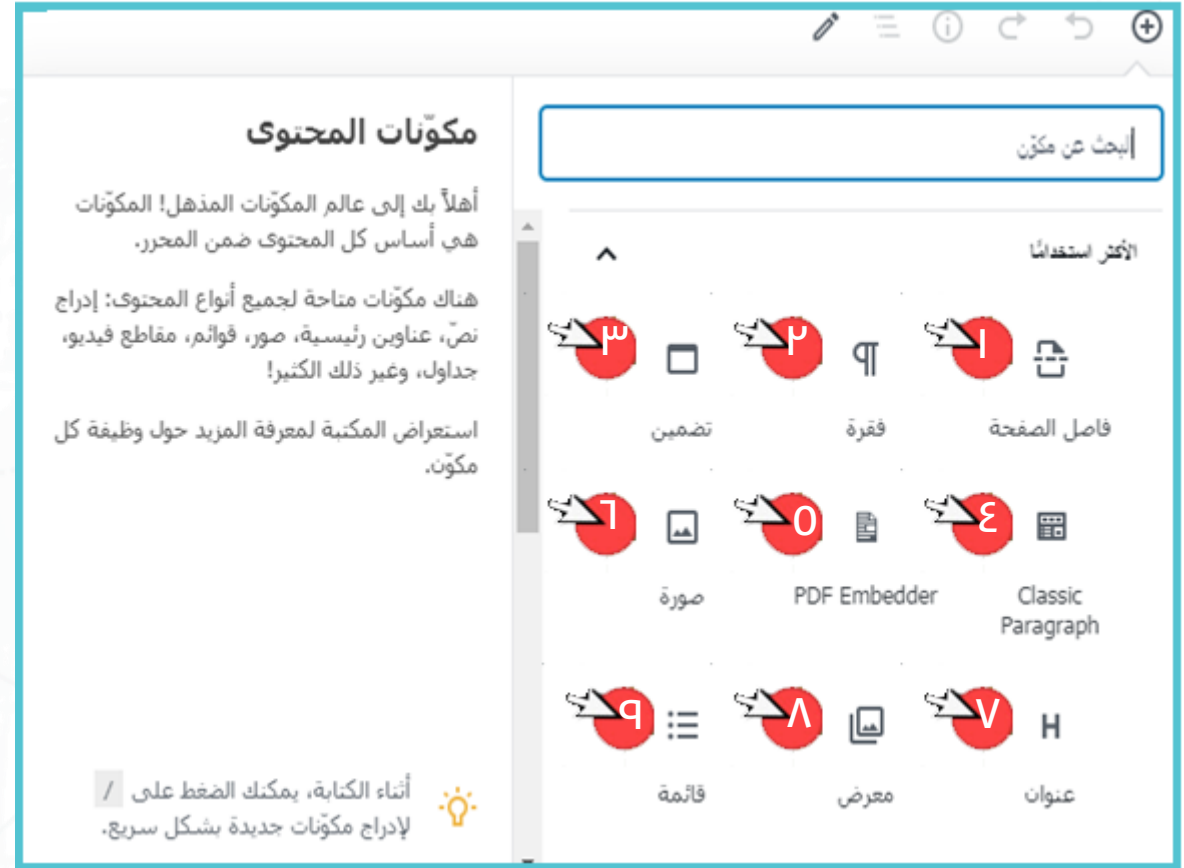 البحث عن مكوّن
الأكثر استخدامًا
١
٢
٣
فاصل الصفحة
فقرة
تضمين
٤
٥
٦
Classic
Paragraph
PDF Embedder
صورة
٧
٨
٩
H
عنوان
معرض
قائمة
مكوّنات المحتوى
أهلاً بك إلى عالم المكوّنات المذهل! المكوّنات
هي أساس كل المحتوى ضمن المحرر.
هناك مكوّنات متاحة لجميع أنواع المحتوى: إدراج
نصّ، عناوين رئيسية، صور، قوائم، مقاطع فيديو،
جداول، وغير ذلك الكثير!
استعراض المكتبة لمعرفة المزيد حول وظيفة كل
مكوّن.
أثناء الكتابة، يمكنك الضغط على /
لإدراج مكوّنات جديدة بشكل سريع.